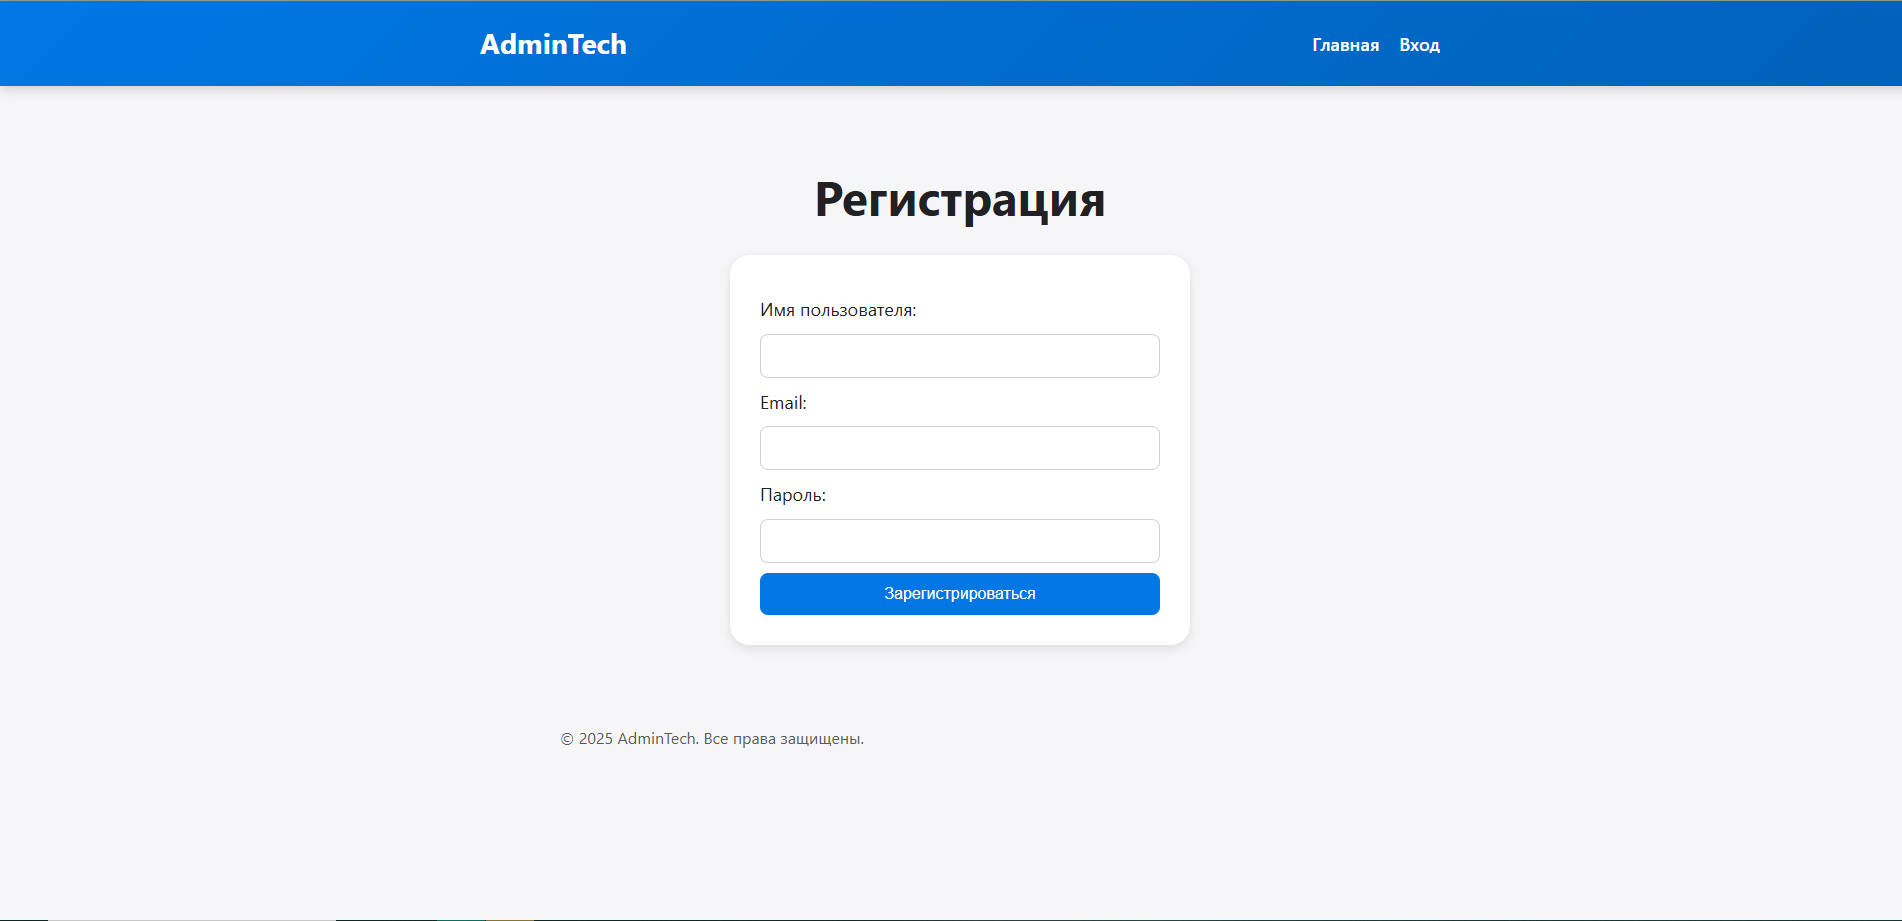 AdminTech
Главная Вход
Регистрация
Имя пользователя:
Email:
Пароль:
Зарегистрироваться
© 2025 AdminTech. Все права защищены.